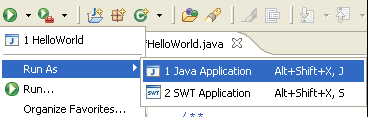 HelloWorld.java
1 HelloWorld
Run As
1 Java Application Alt+Shift+X, J
Run...
2 SWT Application Alt+Shift+X, S
Organize Favorites...
/**